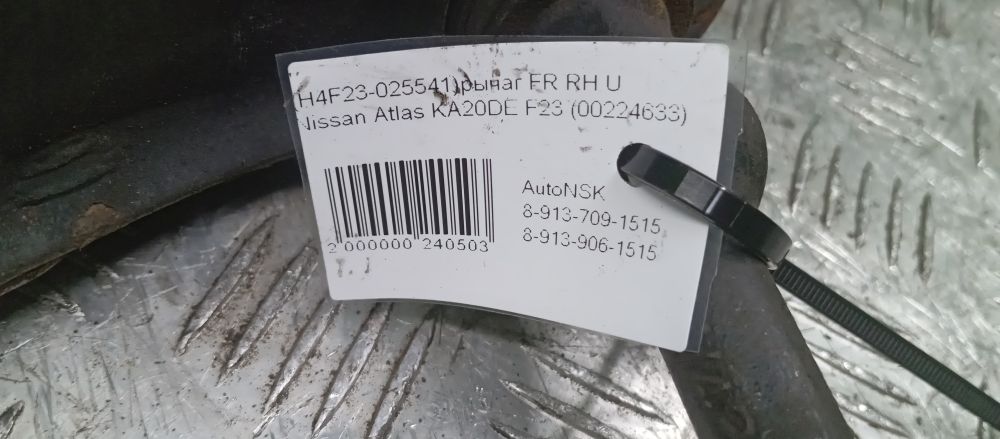 H4F23-025541)рычаг FR RH U
Nissan Atlas KA20DE F23 (00224633)
AutoNSK
8-913-709-1515
8-913-906-1515
2 000000 240503